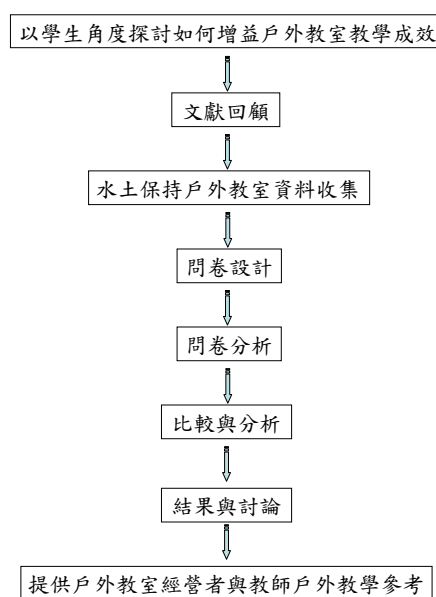 以學生角度探討如何增益戶外教室教學成效
文獻回顧
水土保持戶外教室資料收集
問卷設計
問卷分析
比較與分析
結果與討論
提供戶外教室經營者與教師戶外教學參考